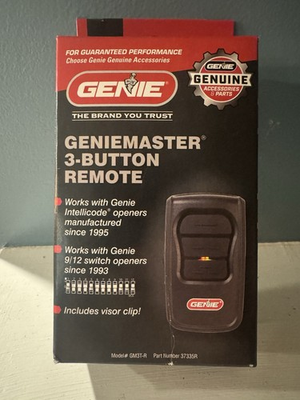 FOR GUARANTEED PERFORMANCE
Choose Genie Genuine Accessories
GENIE
GENUINE
ACCESSORIES
& PARTS
GENIE®
THE BRAND YOU TRUST
GENIEMASTER®
3-BUTTON
REMOTE
Works with Genie
Intellicode® openers
manufactured
since 1995
Works with Genie
9/12 switch openers
since 1993
Includes visor clip!
GENIE
Model# GM3T-R Part Number 37335R